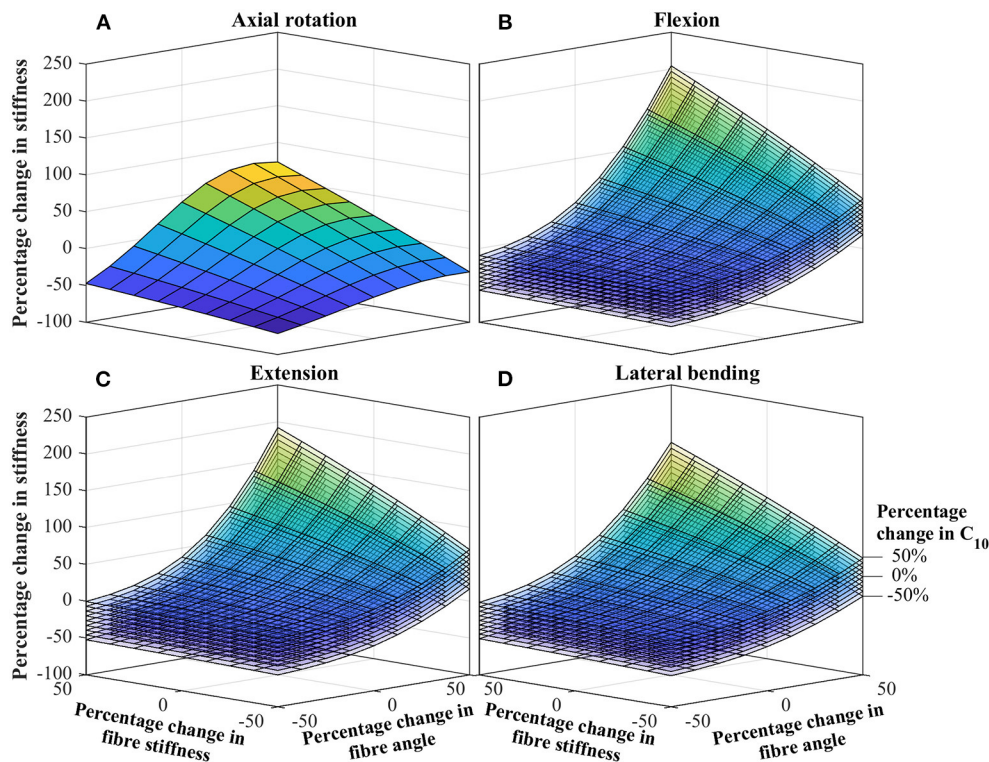 A
Axial rotation
B
Flexion
Percentage change in stiffness
250
200
150
100
50
0
-50
-100
C
Extension
D
Lateral bending
Percentage change in stiffness
250
200
150
100
50
0
-50
-100
Percentage
change in C10
50%
0%
-50%
50
0
-50
Percentage change in
fibre stiffness
-50
0
50
Percentage change in
fibre angle
50
0
-50
Percentage change in
fibre stiffness
-50
0
50
Percentage change in
fibre angle